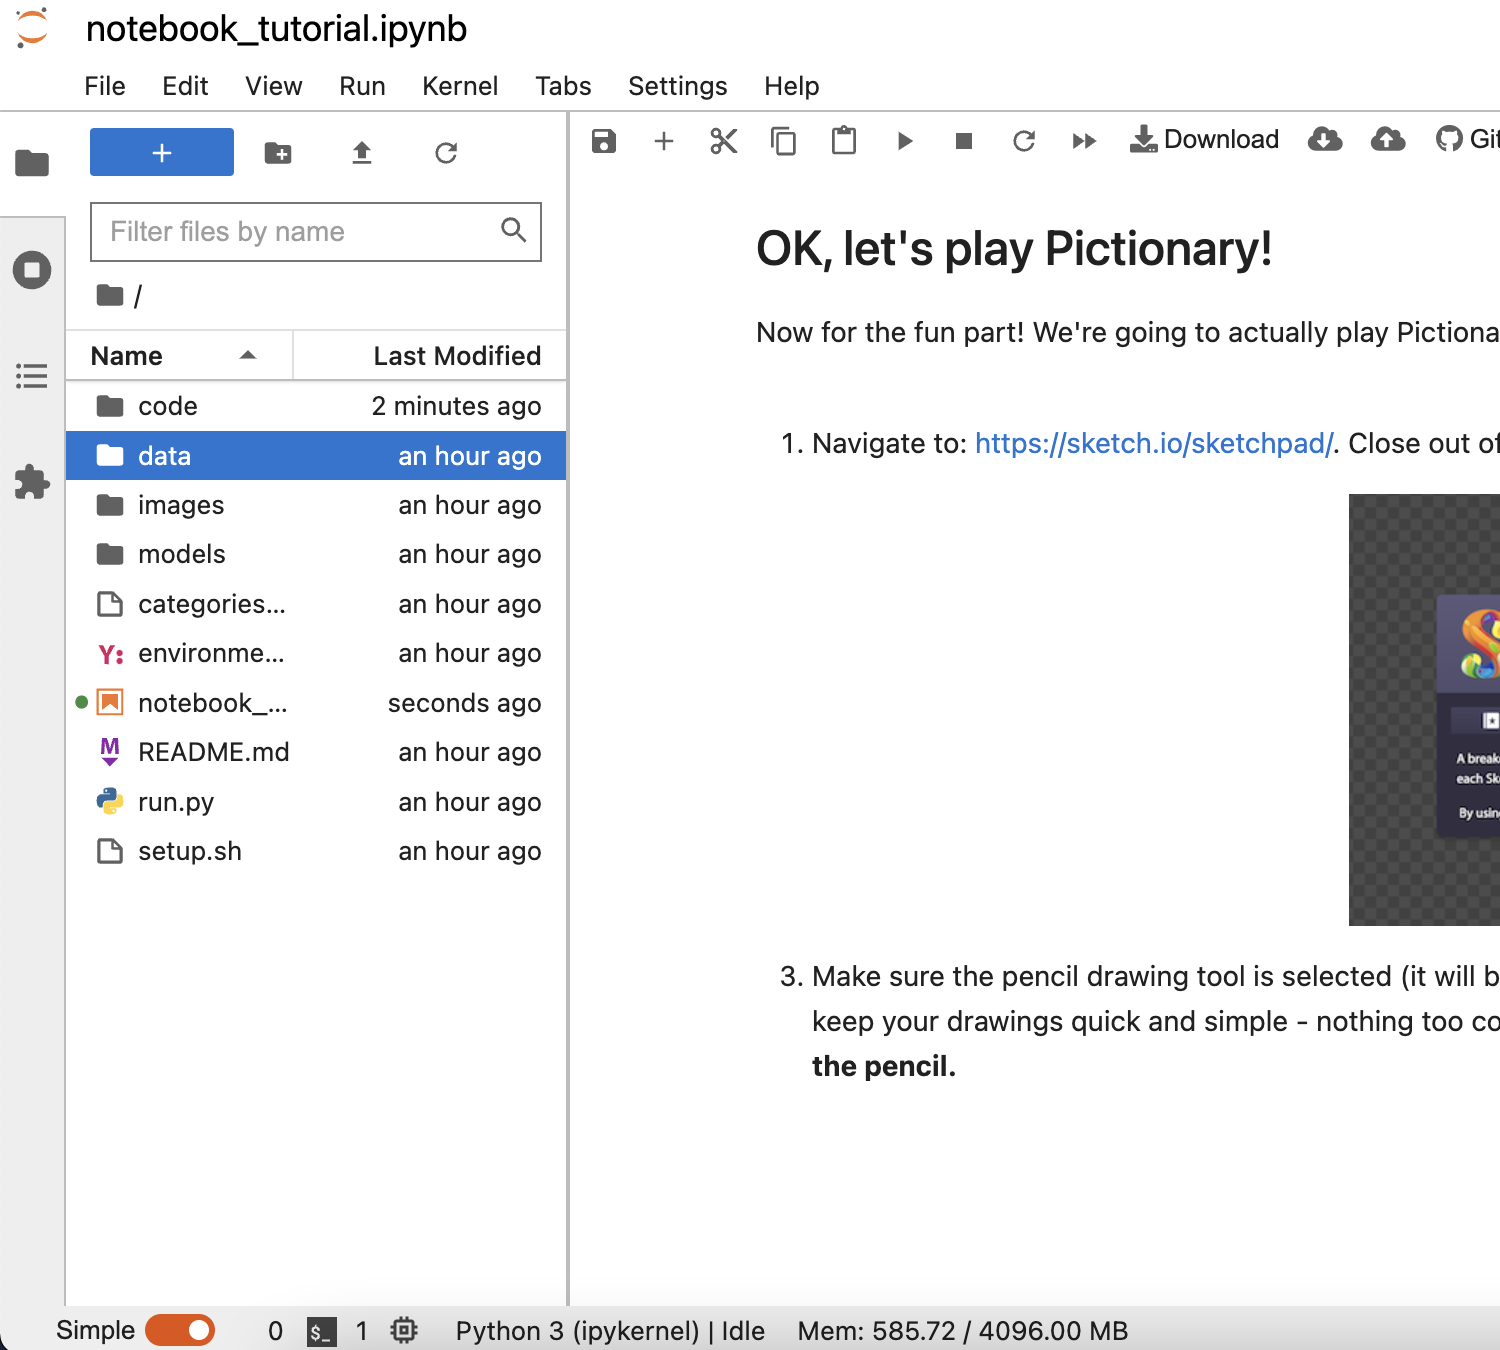 notebook_tutorial.ipynb
File Edit View Run Kernel Tabs Settings Help
Download
Git
Filter files by name
/
Name Last Modified
code 2 minutes ago
data an hour ago
images an hour ago
models an hour ago
categories... an hour ago
Y: environme... an hour ago
notebook_... seconds ago
M README.md an hour ago
run.py an hour ago
setup.sh an hour ago
OK, let's play Pictionary!
Now for the fun part! We're going to actually play Pictiona
1. Navigate to: https://sketch.io/sketchpad/. Close out of
A break
each Sk
By using
3. Make sure the pencil drawing tool is selected (it will b
keep your drawings quick and simple - nothing too co
the pencil.
Simple 0 $_ 1 Python 3 (ipykernel) | Idle Mem: 585.72 / 4096.00 MB